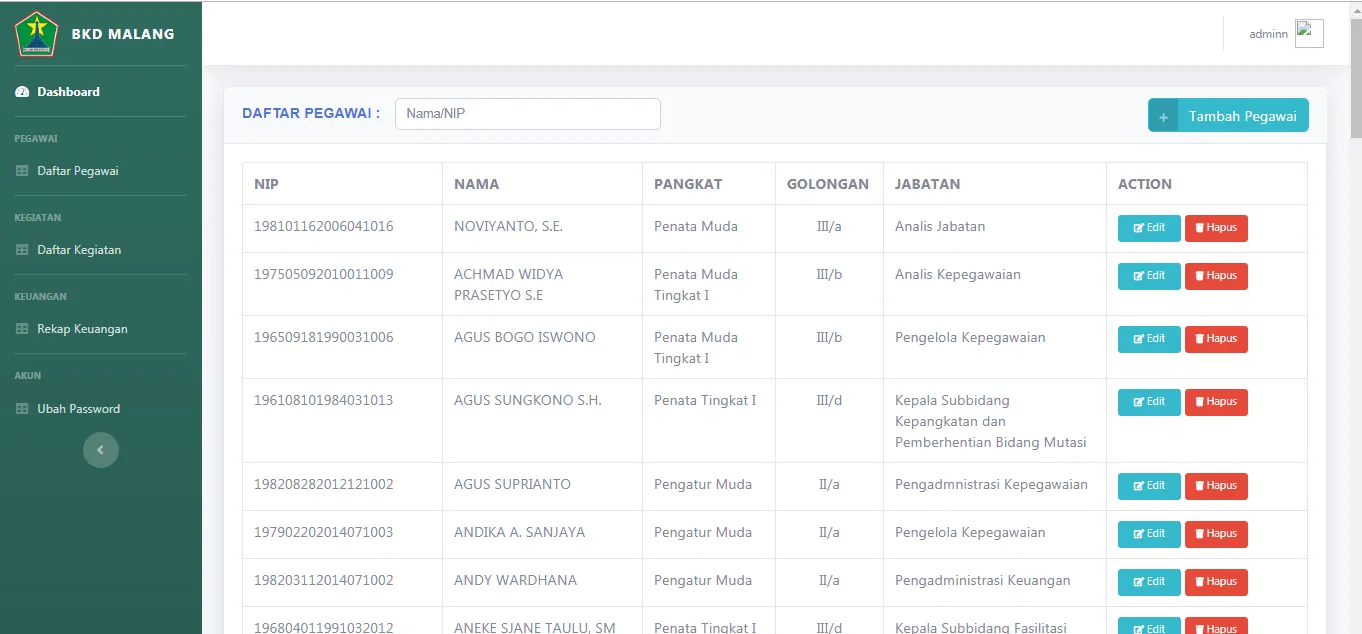 BKD MALANG
adminn
Dashboard
PEGAWAI
Daftar Pegawai
KEGIATAN
Daftar Kegiatan
KEUANGAN
Rekap Keuangan
AKUN
Ubah Password
DAFTAR PEGAWAI :
Nama/NIP
+ Tambah Pegawai
NIP NAMA PANGKAT GOLONGAN JABATAN ACTION
198101162006041016 NOVIYANTO, S.E. Penata Muda III/a Analis Jabatan Edit Hapus
197505092010011009 ACHMAD WIDYA Penata Muda III/b Analis Kepegawaian Edit Hapus
PRASETYO S.E Tingkat I
196509181990031006 AGUS BOGO ISWONO Penata Muda III/b Pengelola Kepegawaian Edit Hapus
Tingkat I
196108101984031013 AGUS SUNGKONO S.H. Penata Tingkat I III/d Kepala Subbidang Edit Hapus
Kepangkatan dan
Pemberhentian Bidang Mutasi
198208282012121002 AGUS SUPRIANTO Pengatur Muda II/a Pengadmnistrasi Kepegawaian Edit Hapus
197902202014071003 ANDIKA A. SANJAYA Pengatur Muda II/a Pengelola Kepegawaian Edit Hapus
198203112014071002 ANDY WARDHANA Pengatur Muda II/a Pengadministrasi Keuangan Edit Hapus
196804011991032012 ANEKE SJANE TAULU, SM Penata Tingkat I III/d Kepala Subbidang Fasilitasi Edit Hapus